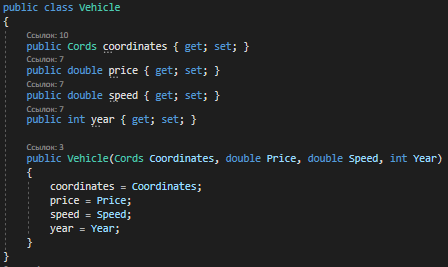 public class Vehicle
{
Ссылок: 10
public Cords coordinates { get; set; }
Ссылок: 7
public double price { get; set; }
Ссылок: 7
public double speed { get; set; }
Ссылок: 7
public int year { get; set; }
Ссылок: 3
public Vehicle(Cords Coordinates, double Price, double Speed, int Year)
{
coordinates = Coordinates;
price = Price;
speed = Speed;
year = Year;
}
}